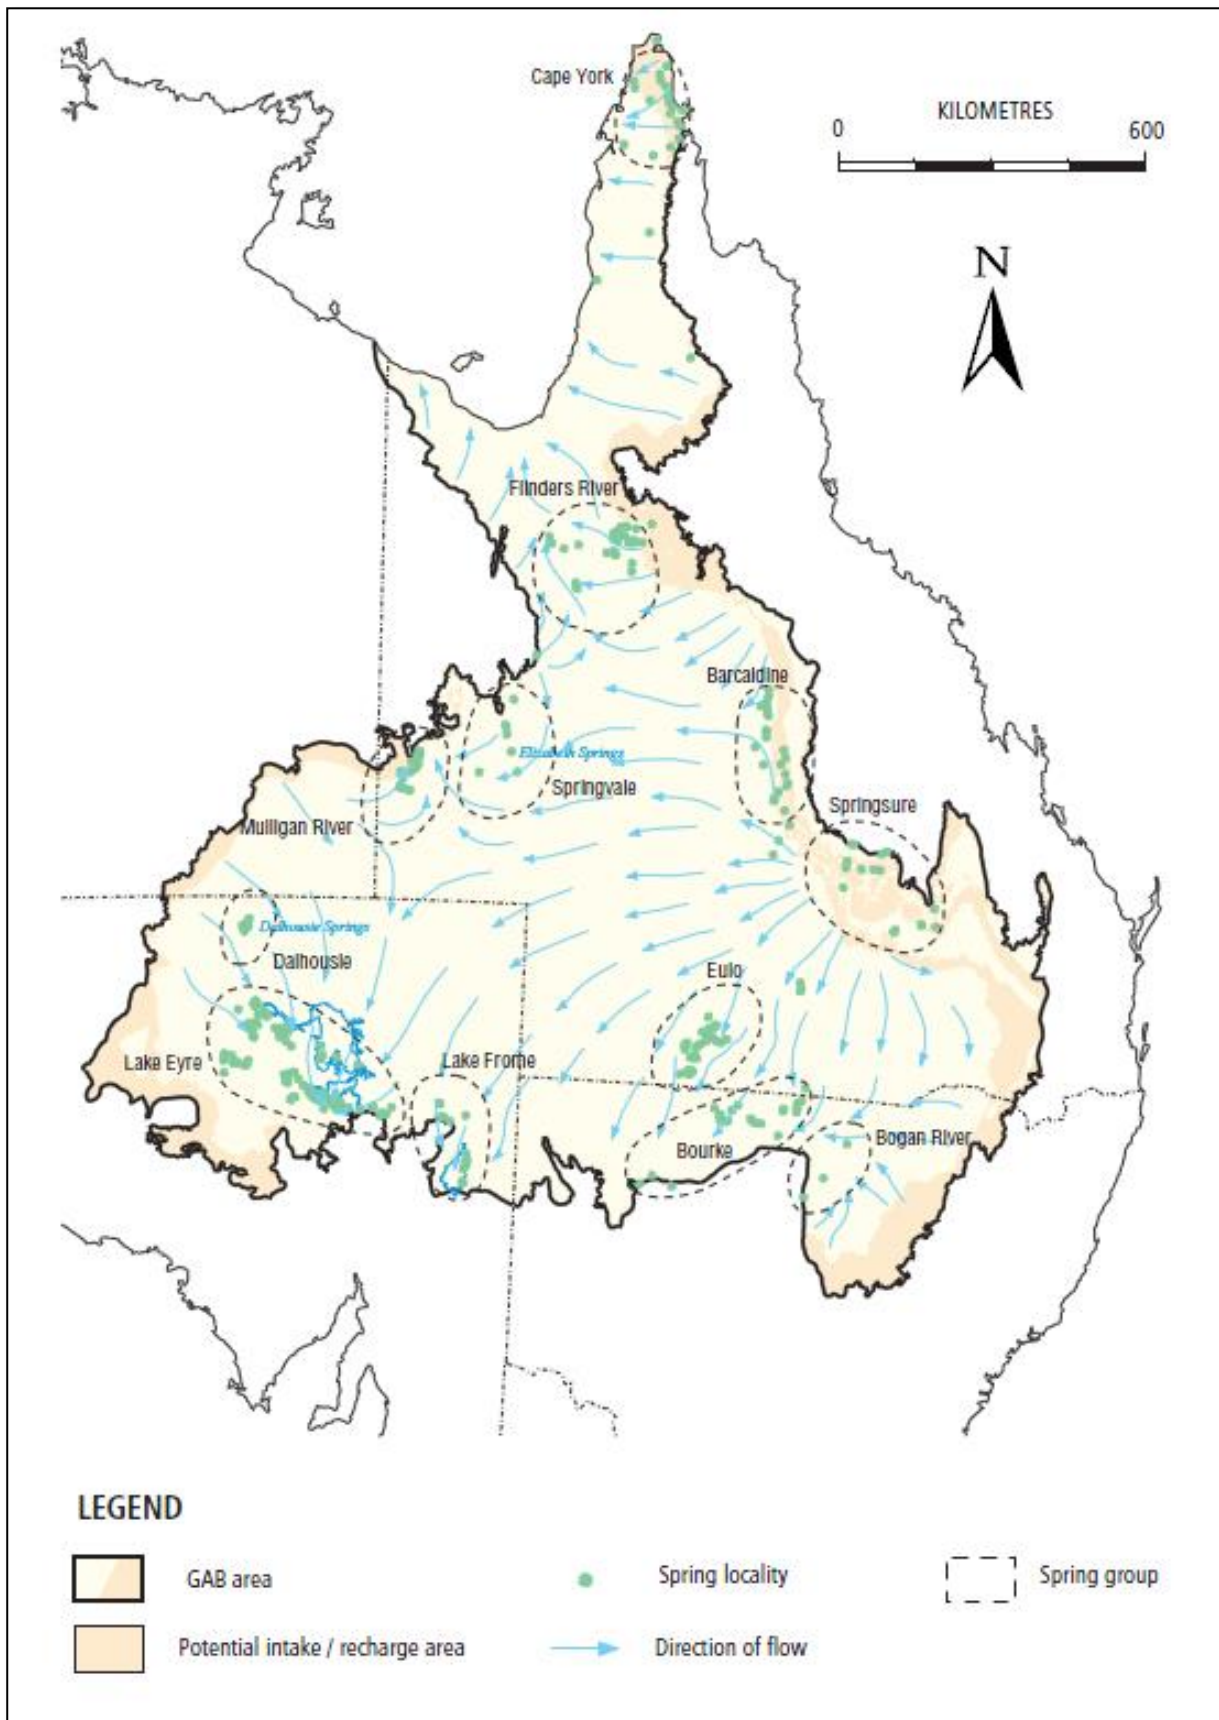 Cape York
KILOMETRES
0 600
N
Flinders River
Barcaldine
Elizabeth Springs
Springvale
Springsure
Mulligan River
Dalhousie Springs
Dalhousie
Eulo
Lake Eyre
Lake Frome
Bogan River
Bourke
LEGEND
GAB area
Spring locality
Spring group
Potential intake / recharge area
Direction of flow